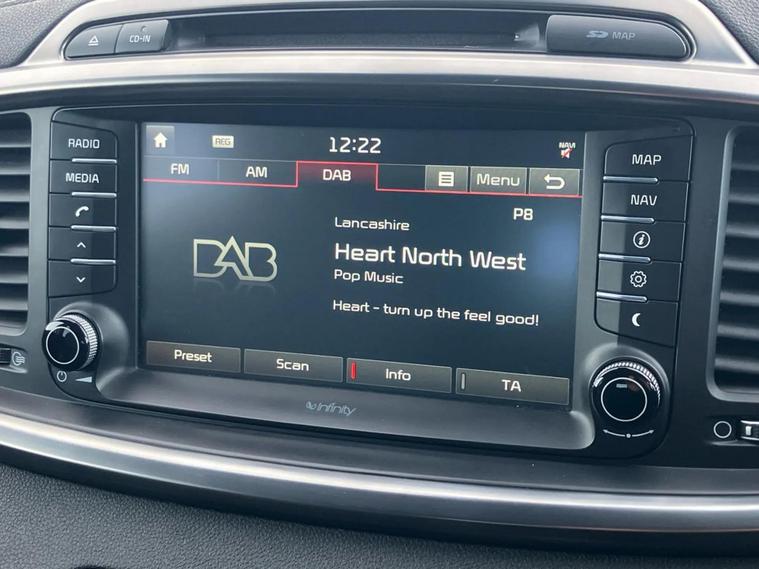 CD-IN
SD MAP
RADIO
MEDIA
REG
12:22
NAVI
FM
AM
DAB
Menu
P8
Lancashire
DAB
Heart North West
Pop Music
Heart - turn up the feel good!
Preset
Scan
Info
TA
infinity
MAP
NAV